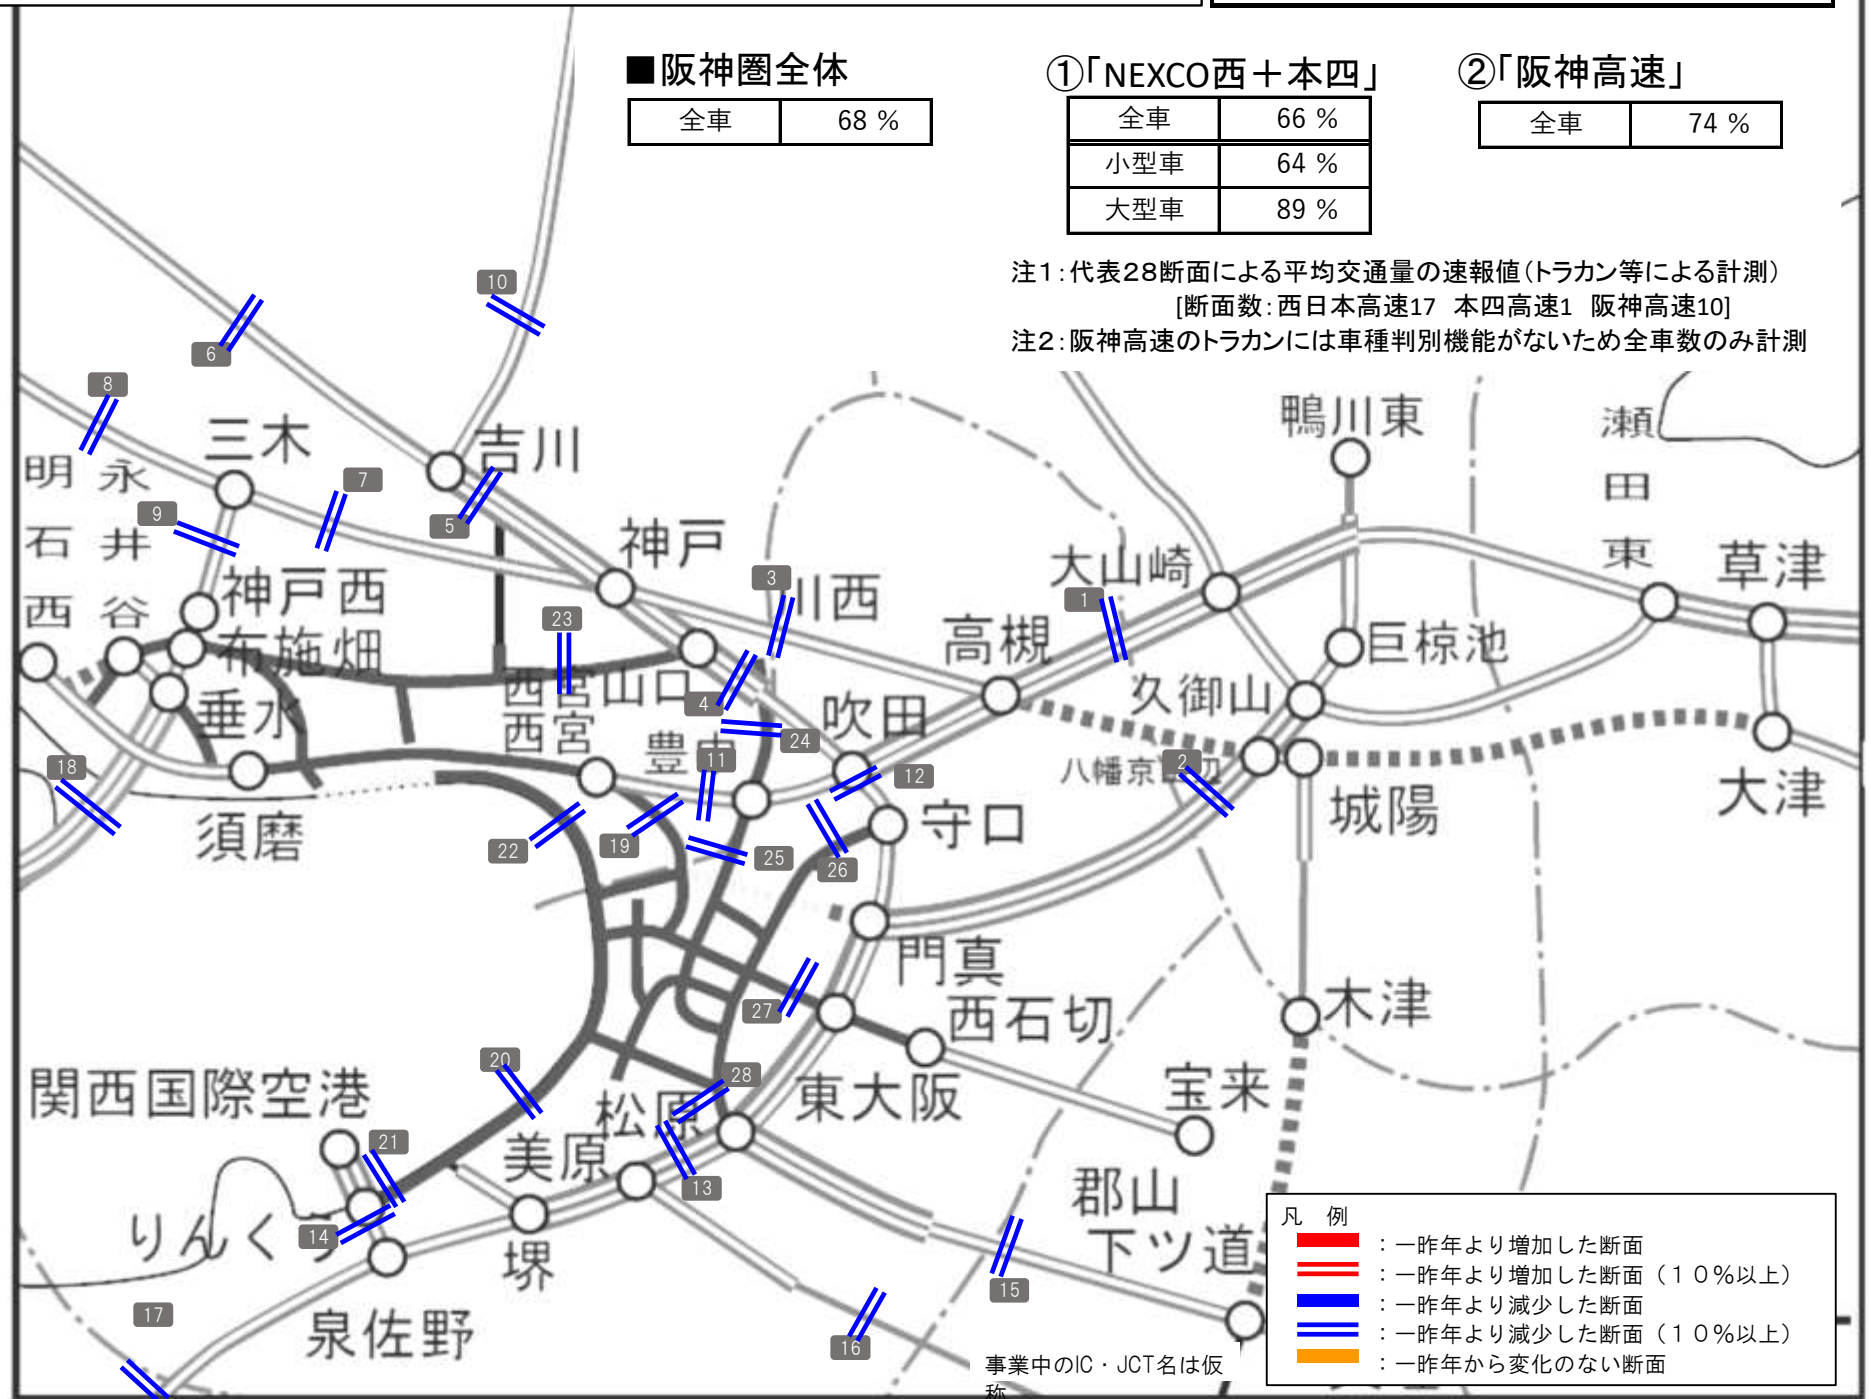 ■阪神圏全体
全車 68 %
①「NEXCO西＋本四」
全車 66 %
小型車 64 %
大型車 89 %
②「阪神高速」
全車 74 %
注１：代表２８断面による平均交通量の速報値（トラカン等による計測）
[断面数：西日本高速17　本四高速1　阪神高速10]
注２：阪神高速のトラカンには車種判別機能がないため全車数のみ計測
10
6
8
三木
吉川
鴨川東
瀬田東
明石西
永井谷
7
9
5
神戸
3
川西
大山崎
1
草津
神戸西
布施畑
23
高槻
巨椋池
垂水
西宮山口
西宮
4
久御山
吹田
24
豊中
11
12
2
18
大津
須磨
22
19
25
26
守口
城陽
門真
27
西石切
木津
関西国際空港
20
28
松原
東大阪
宝来
21
美原
13
郡山
りんくう
14
堺
下ツ道
15
17
泉佐野
16
事業中のIC・JCT名は仮
称
凡　例
：一昨年より増加した断面
：一昨年より増加した断面（１０％以上）
：一昨年より減少した断面
：一昨年より減少した断面（１０％以上）
：一昨年から変化のない断面